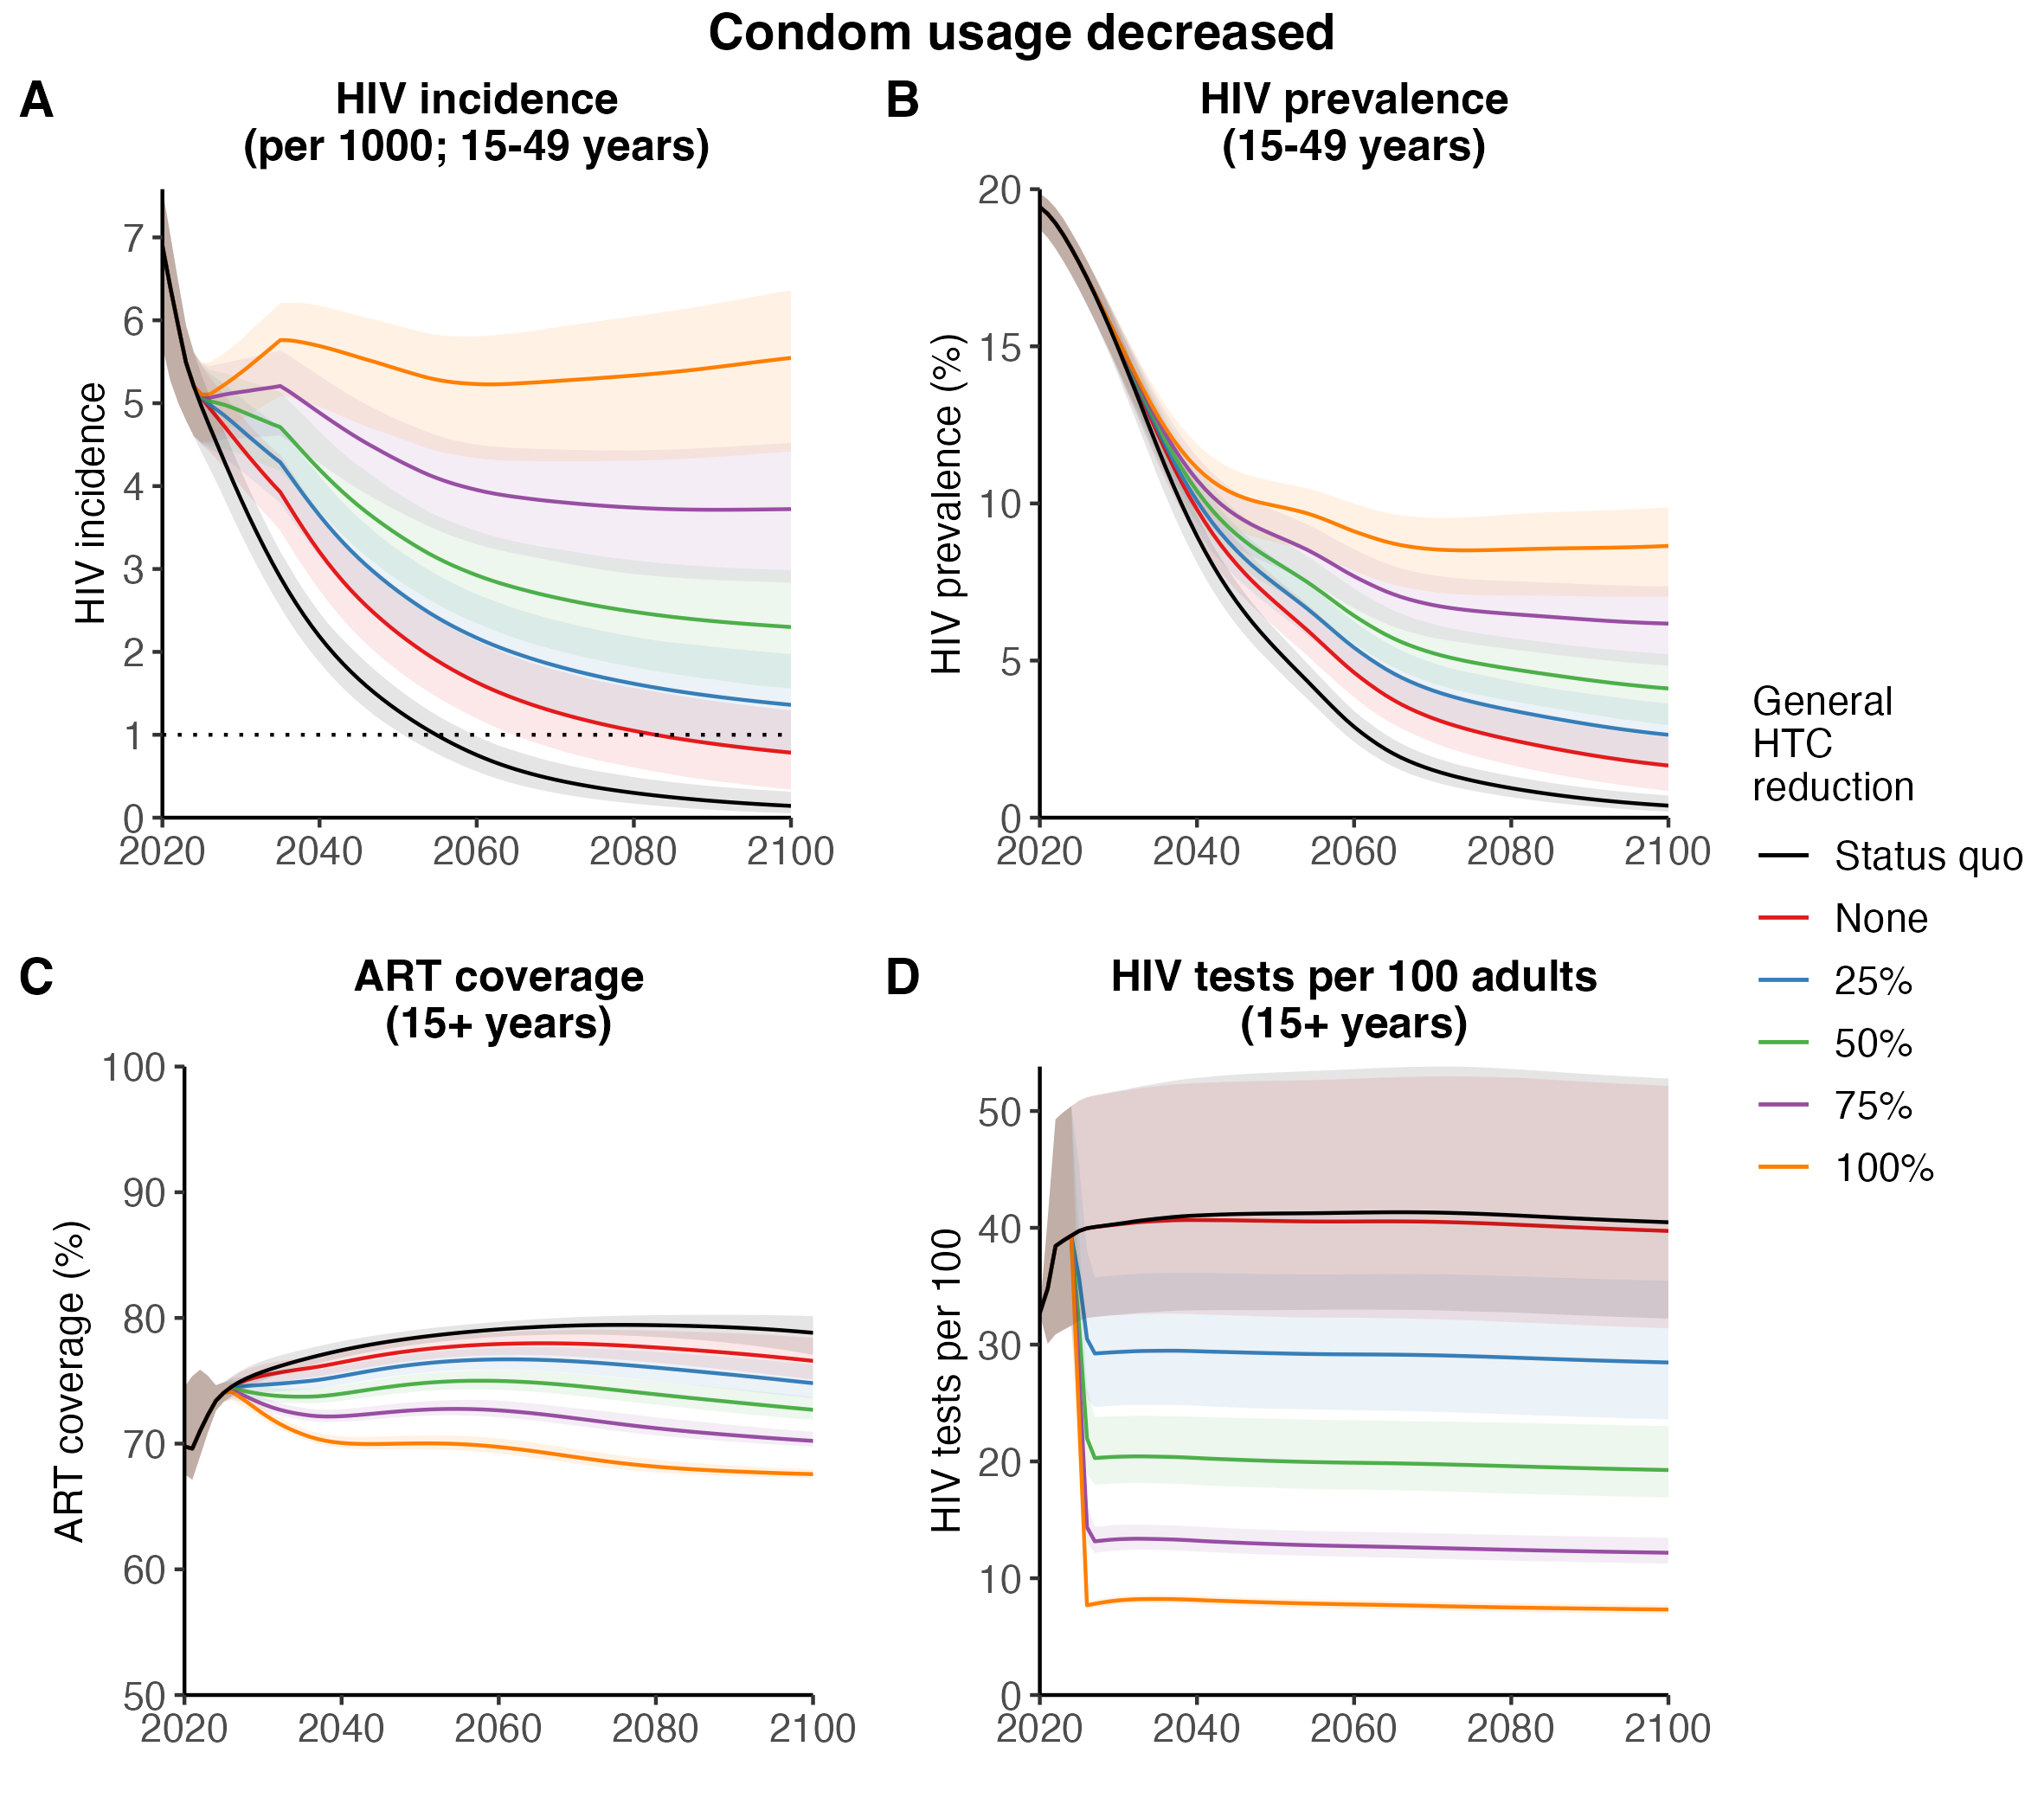 Condom usage decreased
A
HIV incidence
(per 1000; 15-49 years)
HIV incidence
7
6
5
4
3
2
1
0
2020 2040 2060 2080 2100
B
HIV prevalence
(15-49 years)
HIV prevalence (%)
20
15
10
5
0
2020 2040 2060 2080 2100
C
ART coverage
(15+ years)
ART coverage (%)
100
90
80
70
60
50
2020 2040 2060 2080 2100
D
HIV tests per 100 adults
(15+ years)
HIV tests per 100
50
40
30
20
10
0
2020 2040 2060 2080 2100
General
HTC
reduction
Status quo
None
25%
50%
75%
100%